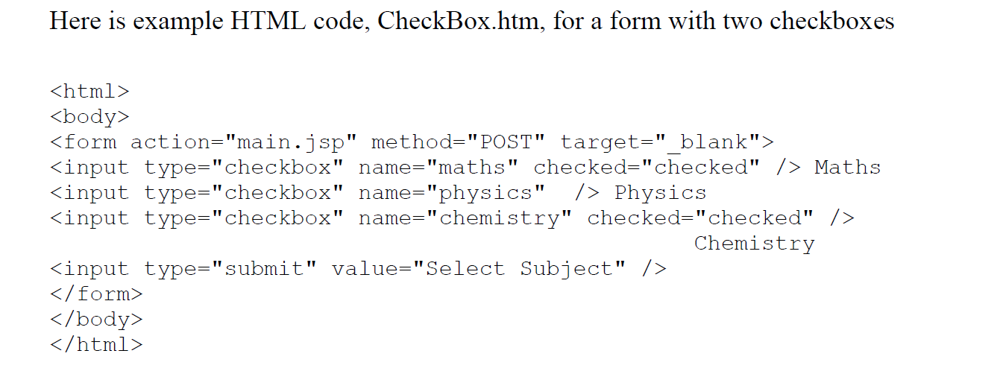 Here is example HTML code, CheckBox.htm, for a form with two checkboxes
<html>
<body>
<form action="main.jsp" method="POST" target="_blank">
<input type="checkbox" name="maths" checked="checked" /> Maths
<input type="checkbox" name="physics"  /> Physics
<input type="checkbox" name="chemistry" checked="checked" />
Chemistry
<input type="submit" value="Select Subject" />
</form>
</body>
</html>